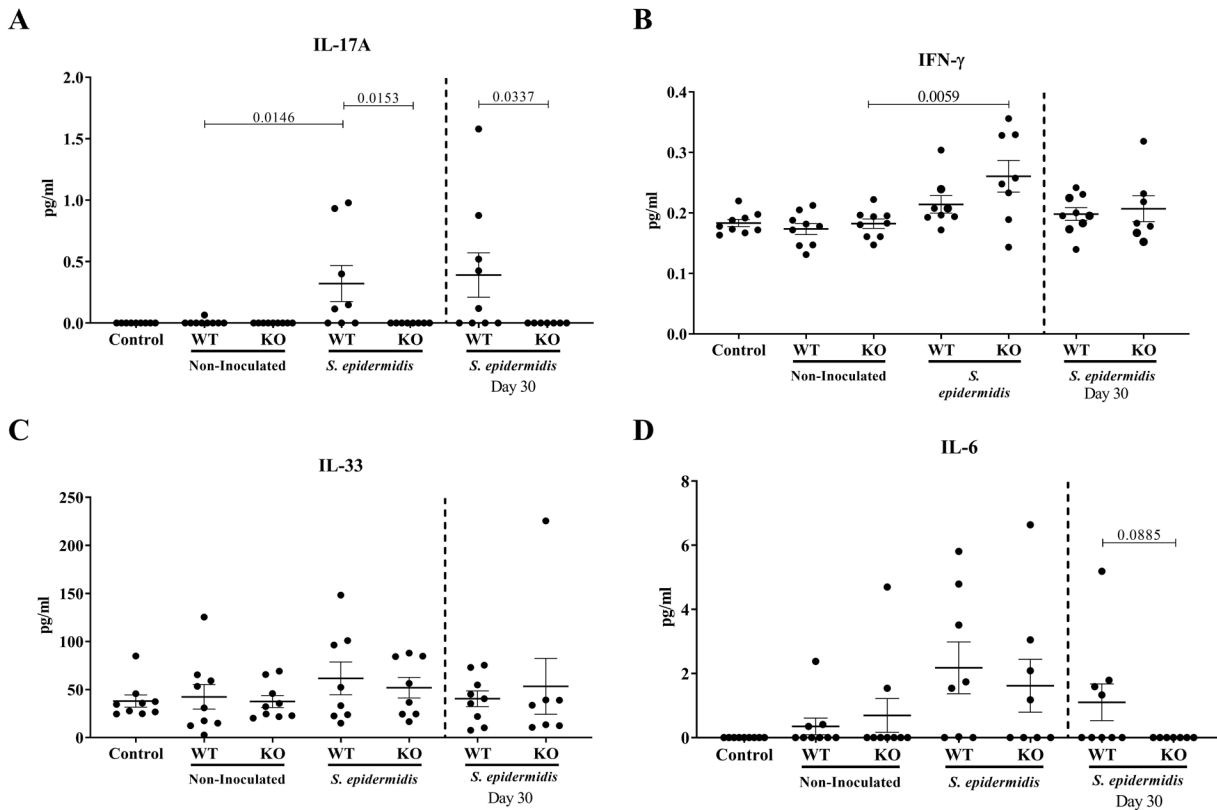 A
IL-17A
pg/ml
2.0
1.5
1.0
0.5
0.0
0.0146
0.0153
0.0337
Control WT KO WT KO WT KO
Non-Inoculated S. epidermidis S. epidermidis
Day 30
B
IFN-γ
pg/ml
0.4
0.3
0.2
0.1
0.0
0.0059
Control WT KO WT KO WT KO
Non-Inoculated S. S. epidermidis
epidermidis Day 30
C
IL-33
pg/ml
250
200
150
100
50
0
Control WT KO WT KO WT KO
Non-Inoculated S. epidermidis S. epidermidis
Day 30
D
IL-6
pg/ml
8
6
4
2
0
0.0885
Control WT KO WT KO WT KO
Non-Inoculated S. epidermidis S. epidermidis
Day 30